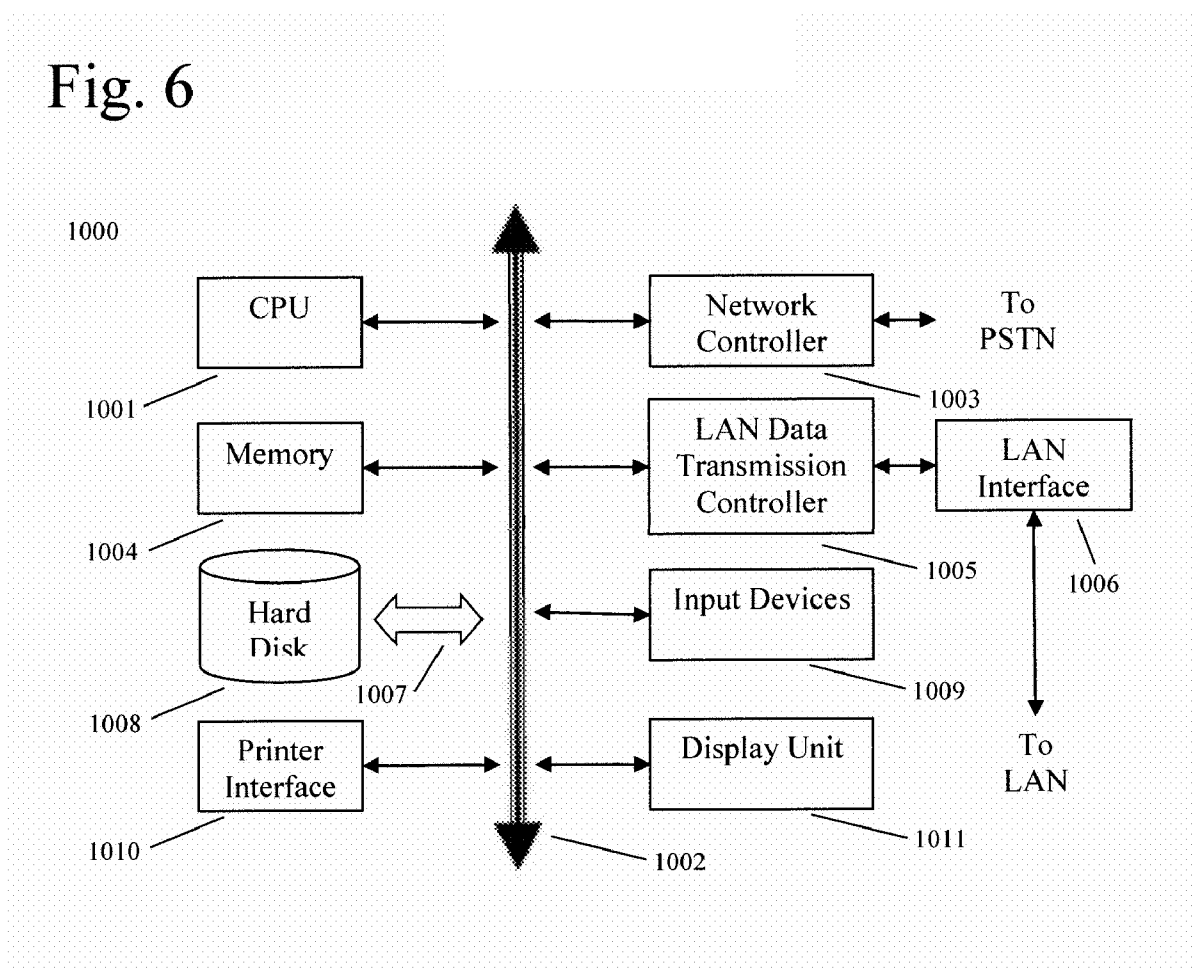 Fig. 6
1000
CPU
1001
Network
Controller
1003
To
PSTN
Memory
1004
LAN Data
Transmission
Controller
1005
LAN
Interface
1006
Hard
Disk
1008
1007
Input Devices
1009
Printer
Interface
1010
Display Unit
1011
To
LAN
1002